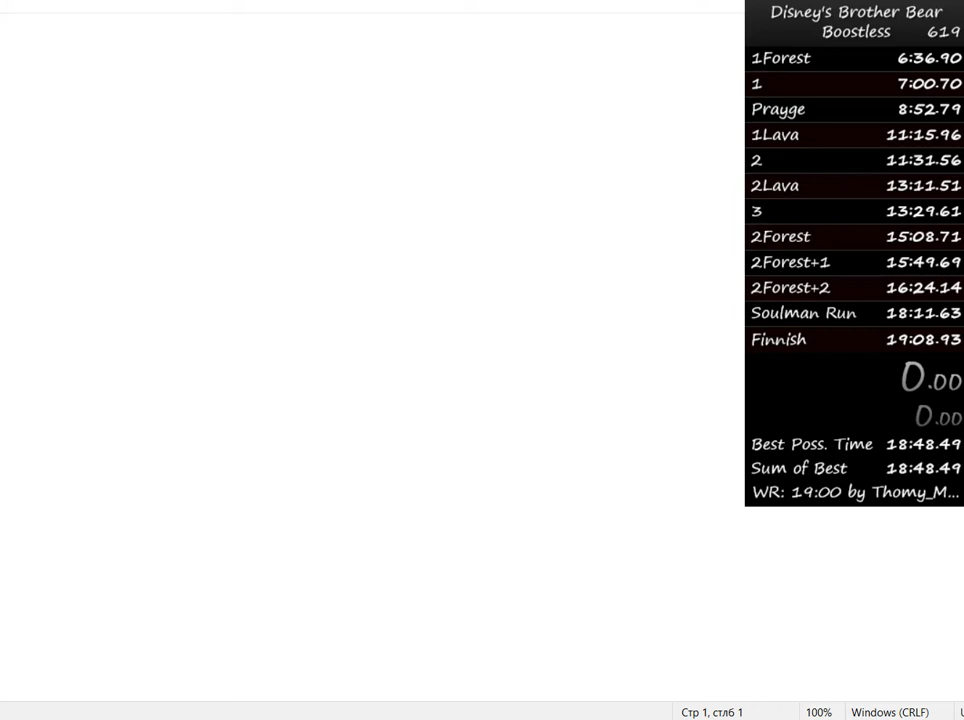 Disney's Brother Bear
Boostless 619
1Forest 6:36.90
1 7:00.70
Prayge 8:52.79
1Lava 11:15.96
2 11:31.56
2Lava 13:11.51
3 13:29.61
2Forest 15:08.71
2Forest+1 15:49.69
2Forest+2 16:24.14
Soulman Run 18:11.63
Finnish 19:08.93
0.00
0.00
Best Poss. Time 18:48.49
Sum of Best 18:48.49
WR: 19:00 by Thomy_M...
Стр 1, стлб 1 100% Windows (CRLF)